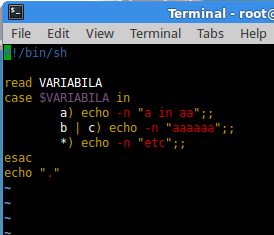 Terminal - root@
File Edit View Terminal Tabs Help
#!/bin/sh
read VARIABILA
case $VARIABILA in
a) echo -n "a in aa";;
b | c) echo -n "aaaaaa";;
*) echo -n "etc";;
esac
echo "."
~
~
~
~